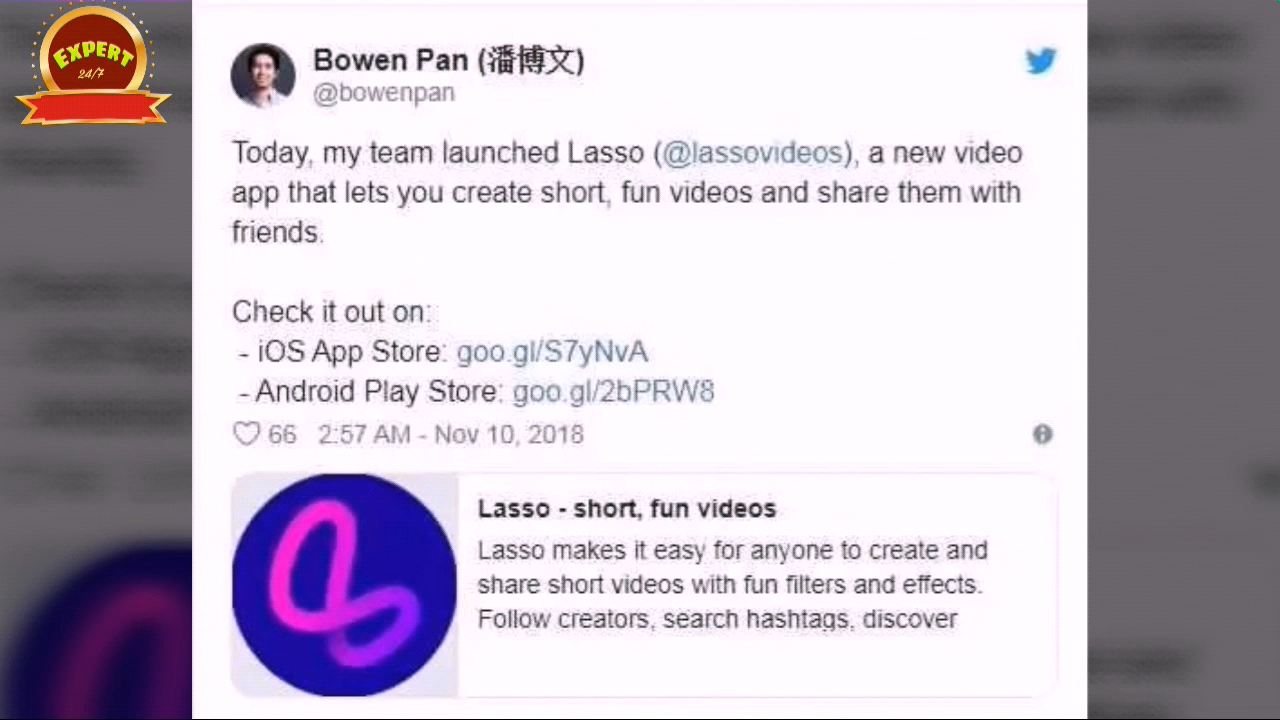 EXPERT
24/7
Bowen Pan (潘博文)
@bowenpan
Today, my team launched Lasso (@lassovideos), a new video
app that lets you create short, fun videos and share them with
friends.
Check it out on:
- iOS App Store: goo.gl/S7yNvA
- Android Play Store: goo.gl/2bPRW8
66 2:57 AM - Nov 10, 2018
Lasso - short, fun videos
Lasso makes it easy for anyone to create and
share short videos with fun filters and effects.
Follow creators, search hashtags, discover